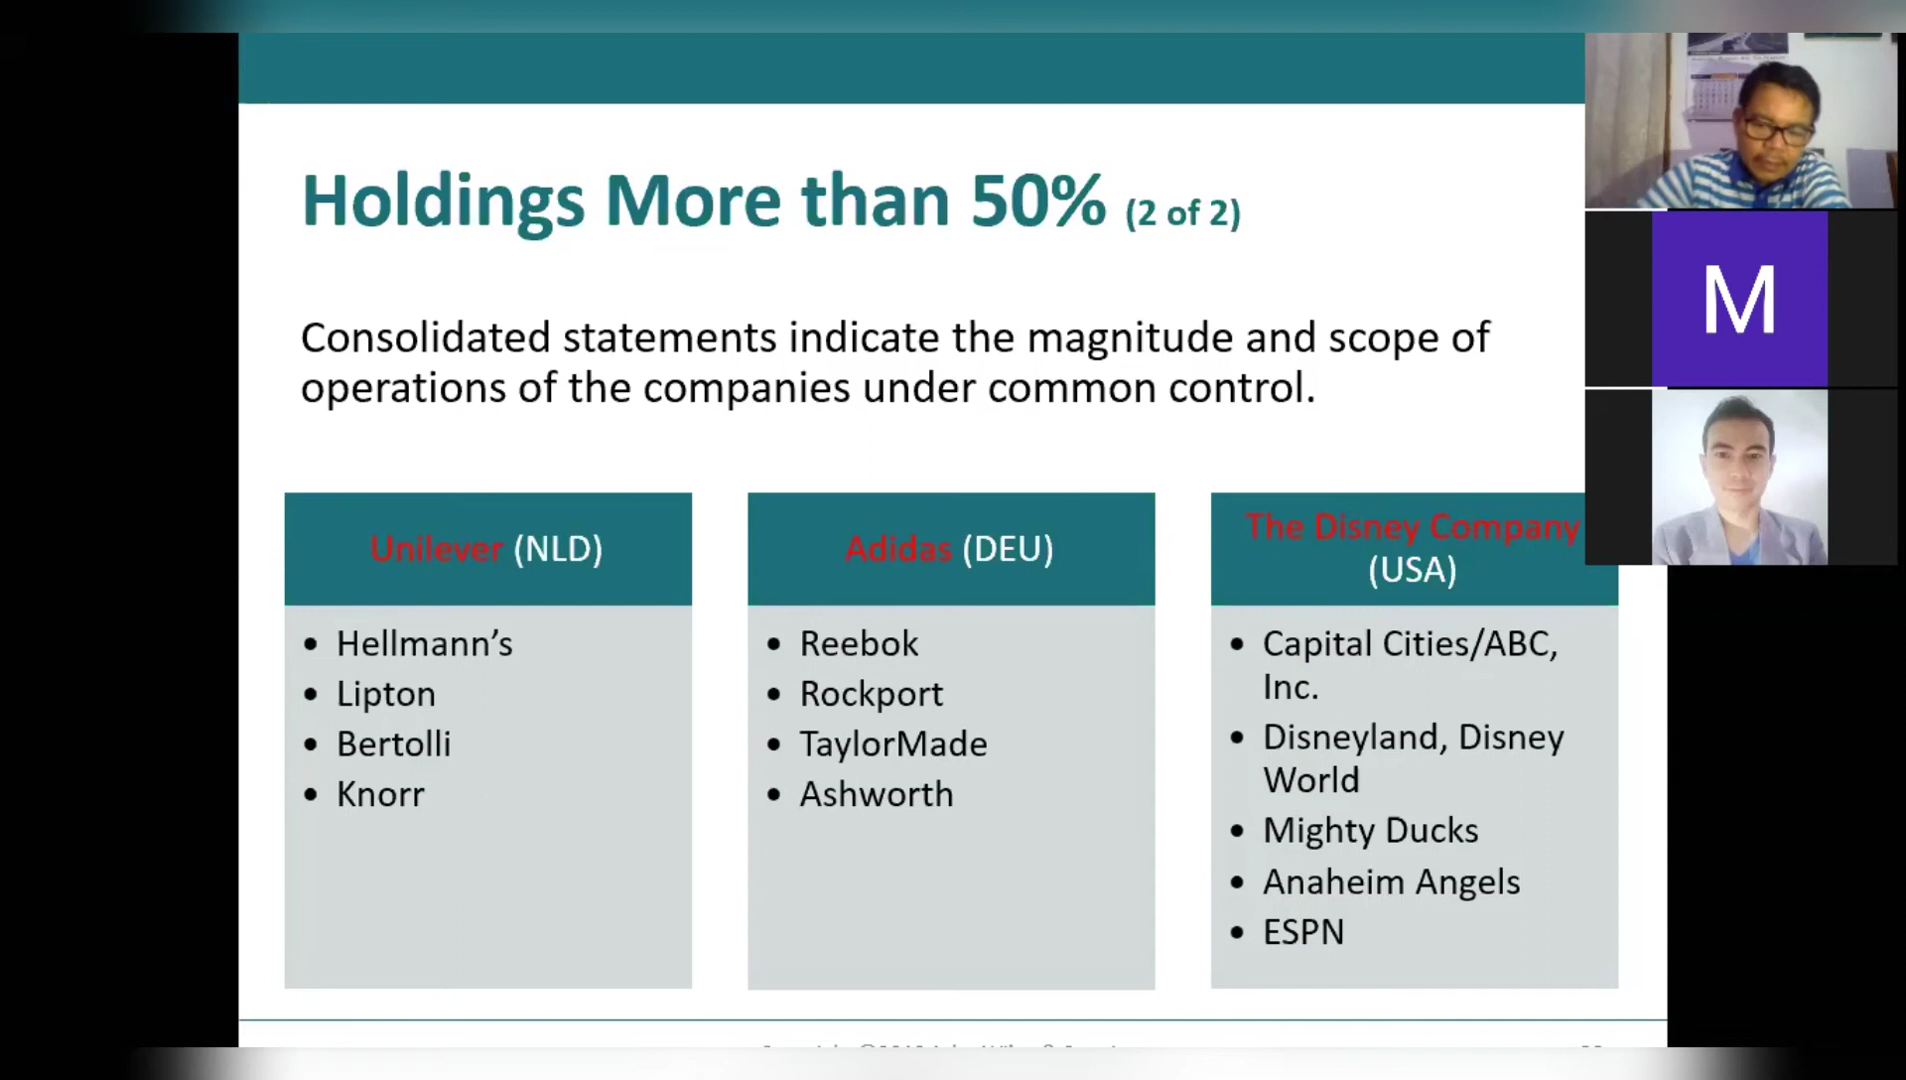 Holdings More than 50% (2 of 2)
Consolidated statements indicate the magnitude and scope of
operations of the companies under common control.
Unilever (NLD)
• Hellmann’s
• Lipton
• Bertolli
• Knorr
Adidas (DEU)
• Reebok
• Rockport
• TaylorMade
• Ashworth
The Disney Company
(USA)
• Capital Cities/ABC,
Inc.
• Disneyland, Disney
World
• Mighty Ducks
• Anaheim Angels
• ESPN
M